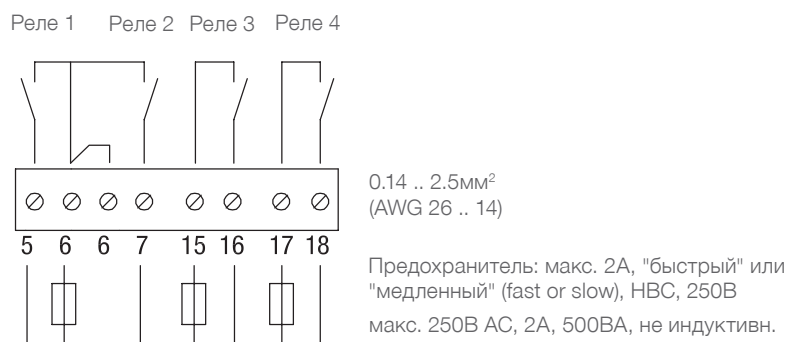 Реле 1 Реле 2 Реле 3 Реле 4
0.14 .. 2.5мм²
(AWG 26 .. 14)
5 6 6 7 15 16 17 18
Предохранитель: макс. 2А, "быстрый" или
"медленный" (fast or slow), HBC, 250В
макс. 250В AC, 2А, 500ВА, не индуктивн.